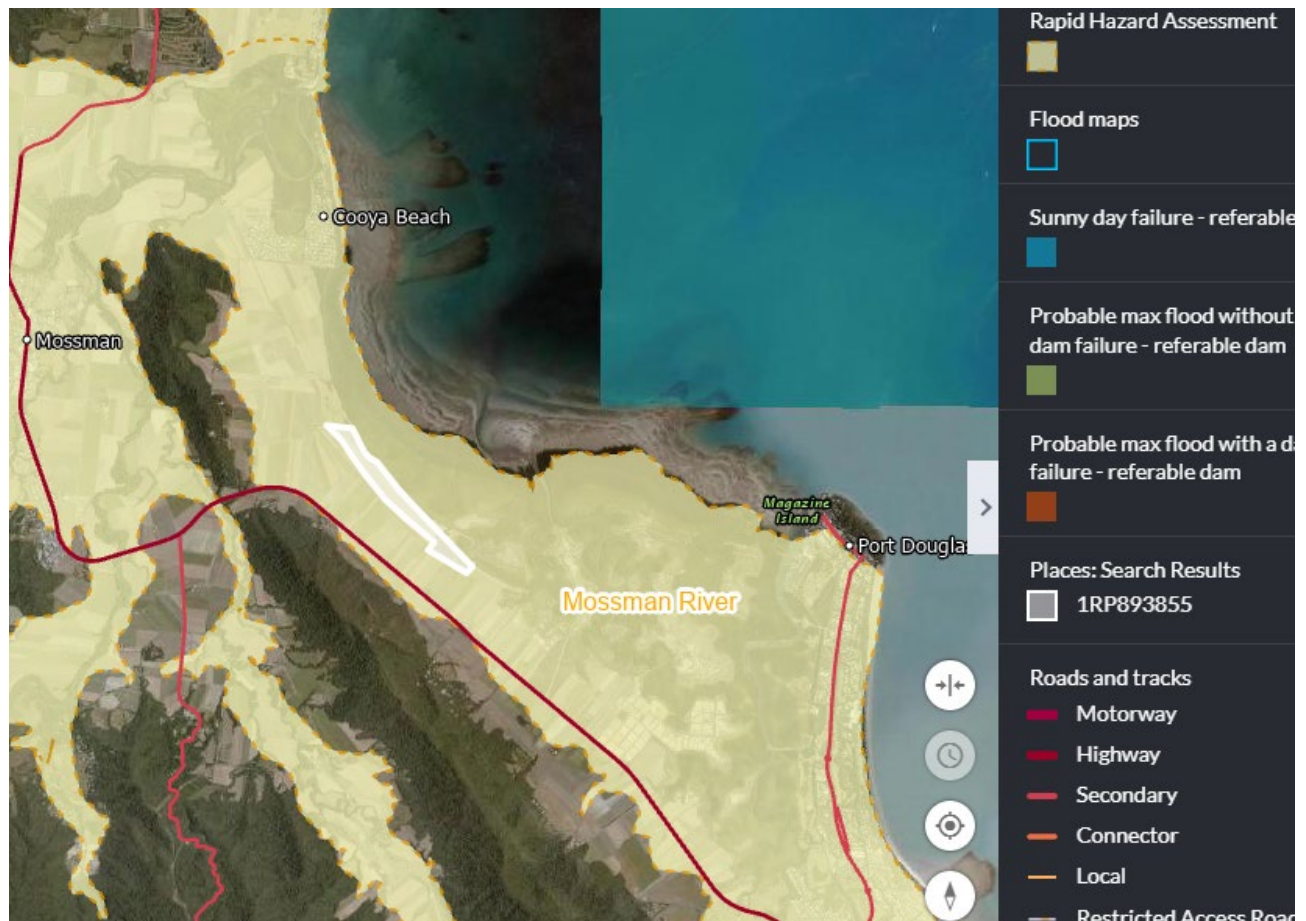 Cooya Beach
Mossman
Magazine
Island
Mossman River
Rapid Hazard Assessment
Flood maps
Sunny day failure - referable
Probable max flood without
dam failure - referable dam
Probable max flood with a
failure - referable dam
Places: Search Results
1RP893855
Roads and tracks
Motorway
Highway
Secondary
Connector
Local
Port
Restricted Access